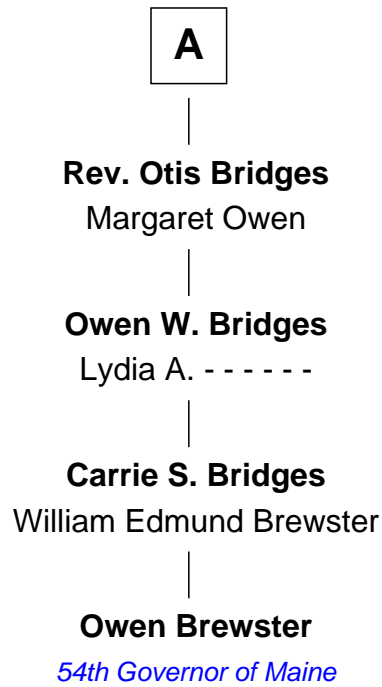 A
Rev. Otis Bridges
Margaret Owen
Owen W. Bridges
Lydia A. - - - - - -
Carrie S. Bridges
William Edmund Brewster
Owen Brewster
54th Governor of Maine